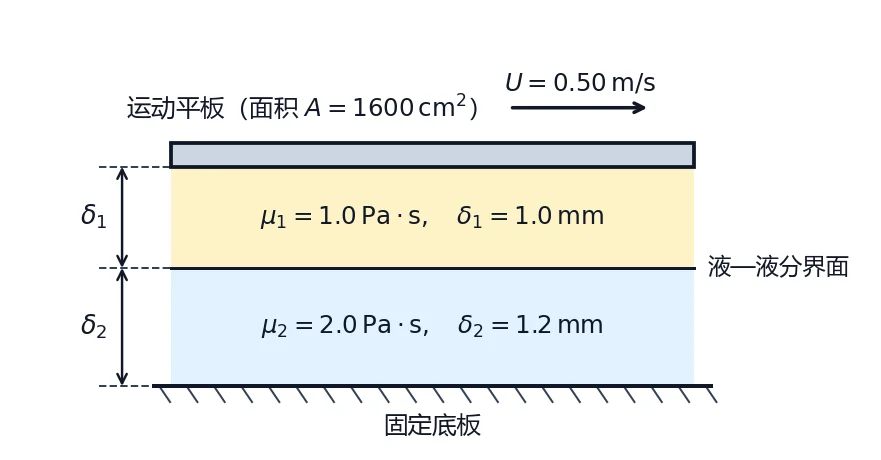 U = 0.50 m/s
运动平板（面积 A = 1600 cm²）
δ₁
μ₁ = 1.0 Pa · s, δ₁ = 1.0 mm
液—液分界面
δ₂
μ₂ = 2.0 Pa · s, δ₂ = 1.2 mm
固定底板